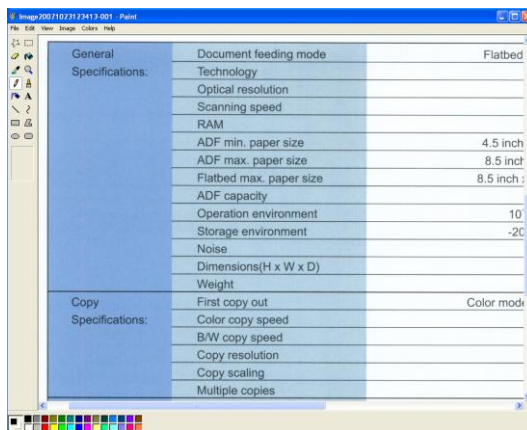 Image20071023123413-001 - Paint
File Edit View Image Colors Help
General Document feeding mode Flatbed
Specifications: Technology
Optical resolution
Scanning speed
RAM
ADF min. paper size 4.5 inch
ADF max. paper size 8.5 inch
Flatbed max. paper size 8.5 inch
ADF capacity
Operation environment 10
Storage environment -20
Noise
Dimensions(H x W x D)
Weight
Copy First copy out Color mode
Specifications: Color copy speed
B/W copy speed
Copy resolution
Copy scaling
Multiple copies